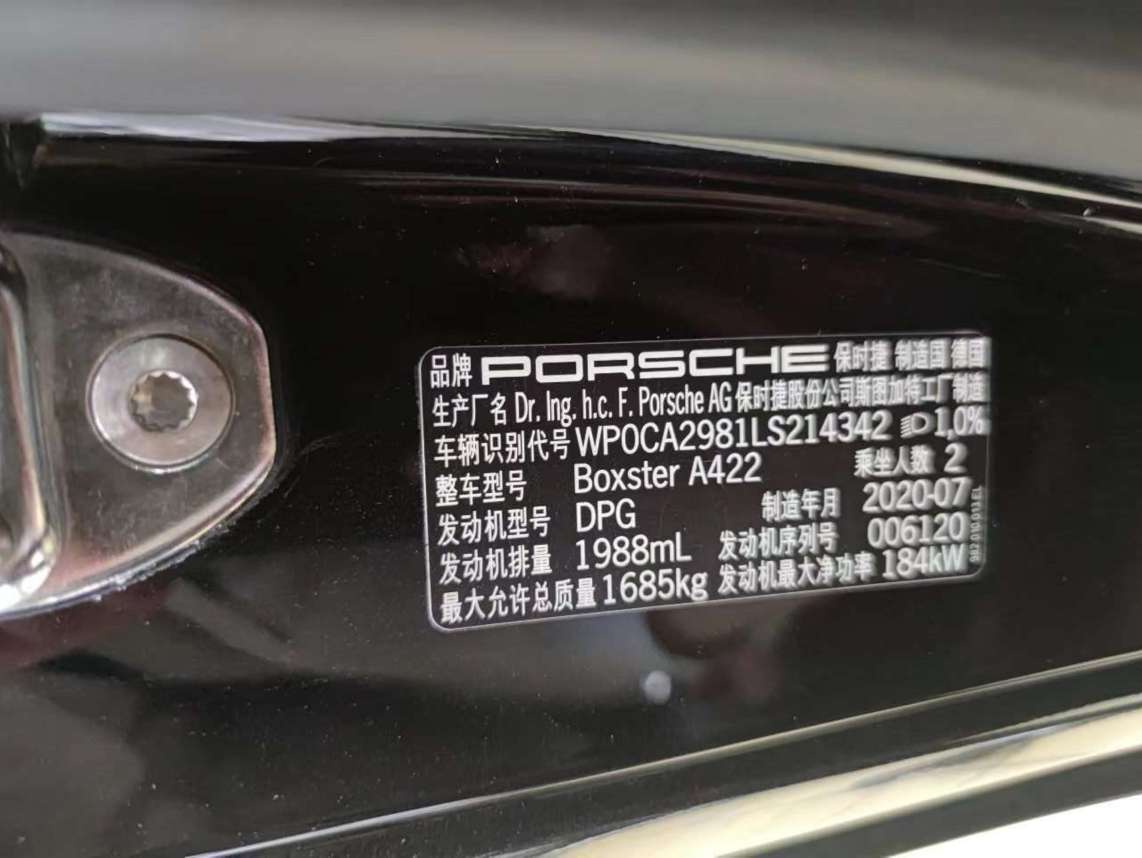 品牌 PORSCHE 保时捷 制造国 德国
生产厂名 Dr. Ing. h.c. F. Porsche AG 保时捷股份公司斯图加特工厂制造
车辆识别代号 WP0CA2981LS214342 1,0%
整车型号 Boxster A422 乘坐人数 2
发动机型号 DPG 制造年月 2020-07
发动机排量 1988mL 发动机序列号 006120
最大允许总质量 1685kg 发动机最大净功率 184kW